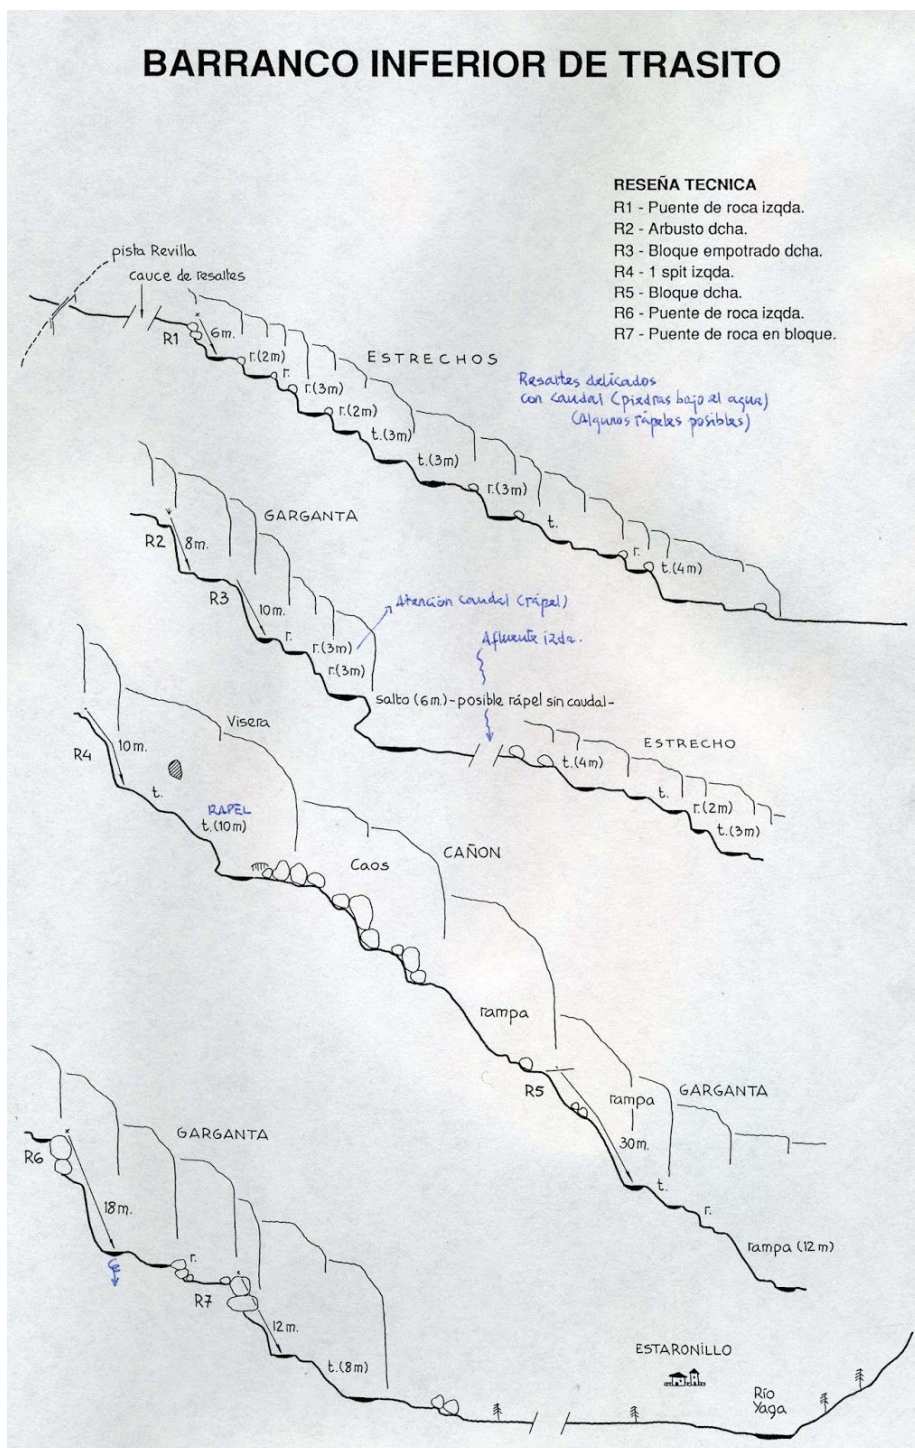 BARRANCO INFERIOR DE TRASITO
RESEÑA TECNICA
R1 - Puente de roca izqda.
R2 - Arbusto dcha.
R3 - Bloque empotrado dcha.
R4 - 1 spit izqda.
R5 - Bloque dcha.
R6 - Puente de roca izqda.
R7 - Puente de roca en bloque.
pista Revilla
cauce de resaltes
R1
6m.
r.(2m)
r.
r.(3m)
r.(2m)
t.(3m)
t.(3m)
r.(3m)
t.
r.
t.(4m)
ESTRECHOS
Resaltes delicados
con caudal (piedras bajo el agua)
(Algunos rápeles posibles)
GARGANTA
R2
8m.
R3
10m.
r.
r.(3m)
r.(3m)
Atención caudal (rápel)
Afluente izda.
salto (6m.)-posible rápel sin caudal-
ESTRECHO
t.(4m)
t.
r.(2m)
t.(3m)
Visera
R4
10m.
t.
RAPEL
t.(10m)
Caos
CAÑON
rampa
R5
rampa
30m.
GARGANTA
t.
r.
rampa (12m)
GARGANTA
R6
18m.
r.
R7
12m.
t.(8m)
ESTARONILLO
Río
Yaga